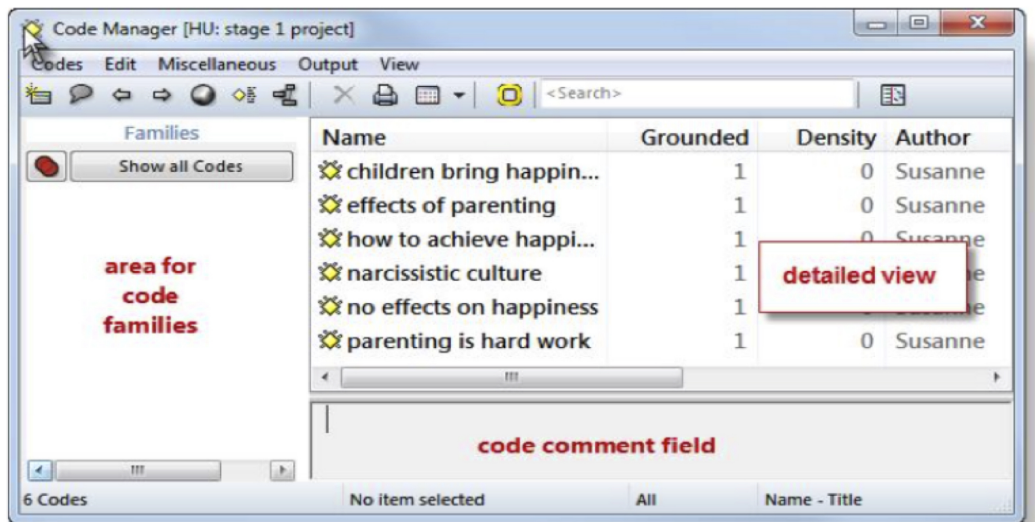 Code Manager [HU: stage 1 project]
Codes Edit Miscellaneous Output View
<Search>
Families
Show all Codes
area for
code
families
Name Grounded Density Author
children bring happin... 1 0 Susanne
effects of parenting 1 0 Susanne
how to achieve happi... 1 0 Susanne
narcissistic culture 1
no effects on happiness 1
parenting is hard work 1 0 Susanne
detailed view
code comment field
6 Codes No item selected All Name - Title